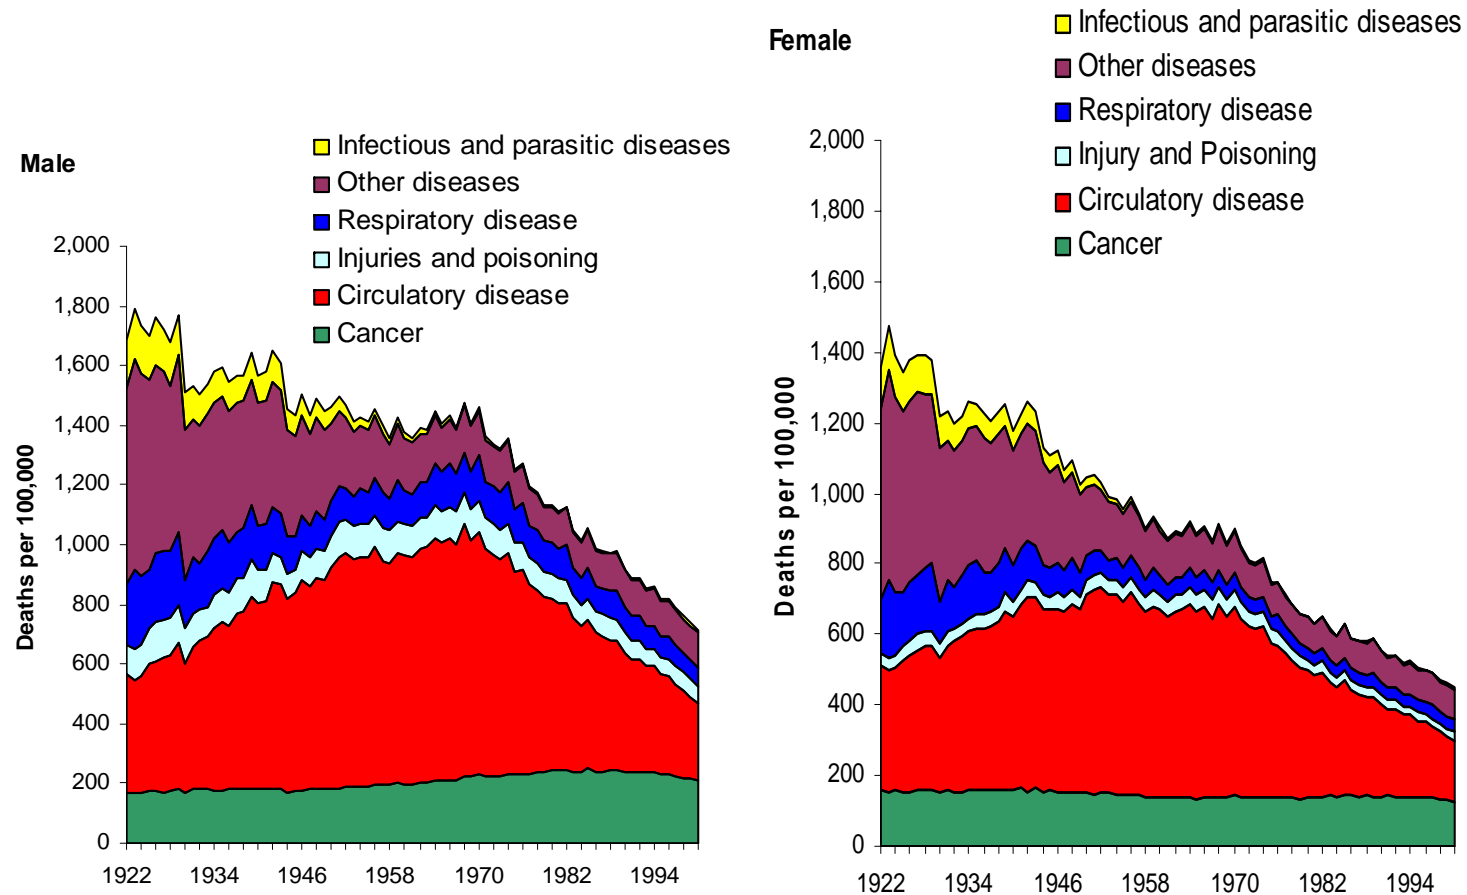 Male
Infectious and parasitic diseases
Other diseases
Respiratory disease
Injuries and poisoning
Circulatory disease
Cancer
Deaths per 100,000
2,000
1,800
1,600
1,400
1,200
1,000
800
600
400
200
0
1922 1934 1946 1958 1970 1982 1994
Female
Infectious and parasitic diseases
Other diseases
Respiratory disease
Injury and Poisoning
Circulatory disease
Cancer
Deaths per 100,000
2,000
1,800
1,600
1,400
1,200
1,000
800
600
400
200
0
1922 1934 1946 1958 1970 1982 1994